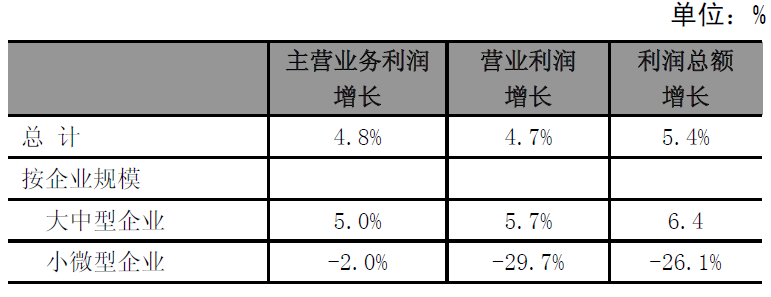 单位：%
主营业务利润 营业利润 利润总额
增长 增长 增长
总 计 4.8% 4.7% 5.4%
按企业规模
大中型企业 5.0% 5.7% 6.4
小微型企业 -2.0% -29.7% -26.1%